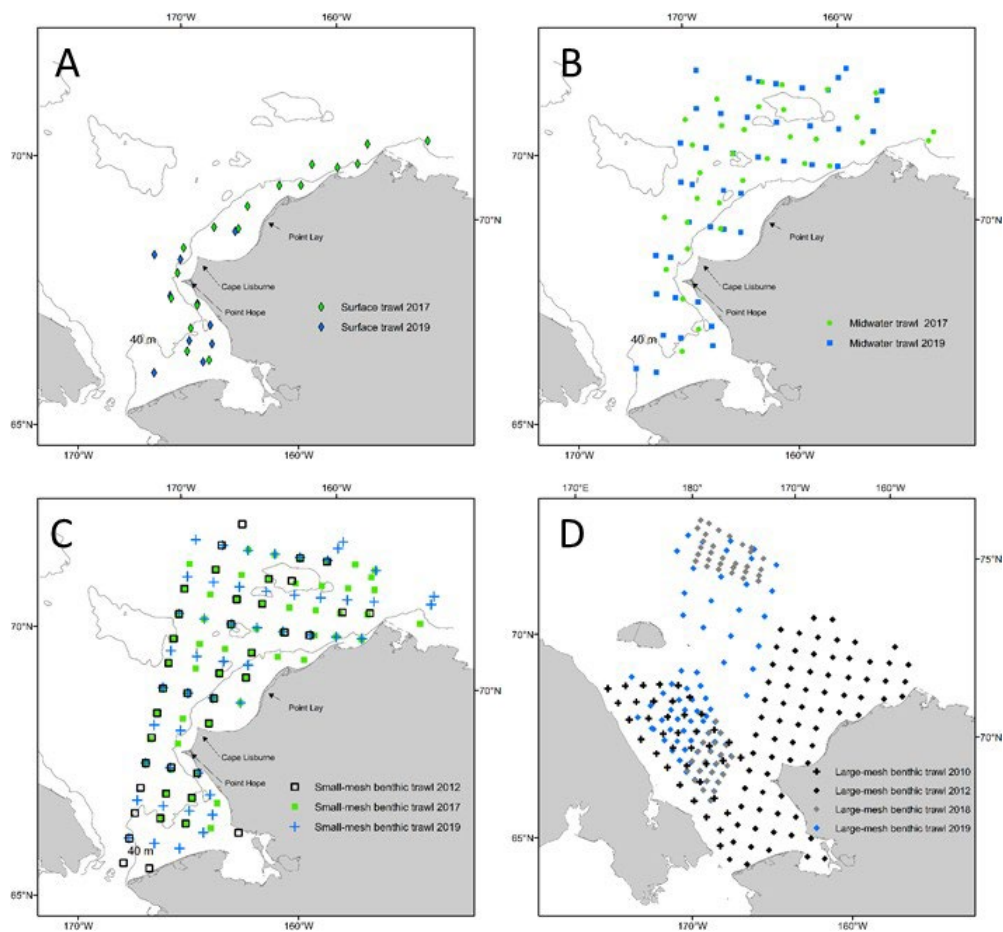 170°W
160°W
A
70°N
70°N
Point Lay
Cape Lisburne
Point Hope
Surface trawl 2017
Surface trawl 2019
40 m
65°N
65°N
170°W
160°W
170°W
160°W
B
70°N
70°N
Point Lay
Cape Lisburne
Point Hope
Midwater trawl 2017
Midwater trawl 2019
40 m
65°N
65°N
170°W
160°W
170°W
160°W
C
70°N
70°N
Point Lay
Cape Lisburne
Point Hope
Small-mesh benthic trawl 2012
Small-mesh benthic trawl 2017
Small-mesh benthic trawl 2019
40 m
65°N
65°N
170°W
160°W
170°E
180°
170°W
160°W
D
75°N
70°N
70°N
Large-mesh benthic trawl 2010
Large-mesh benthic trawl 2012
Large-mesh benthic trawl 2018
Large-mesh benthic trawl 2019
65°N
65°N
170°W
160°W